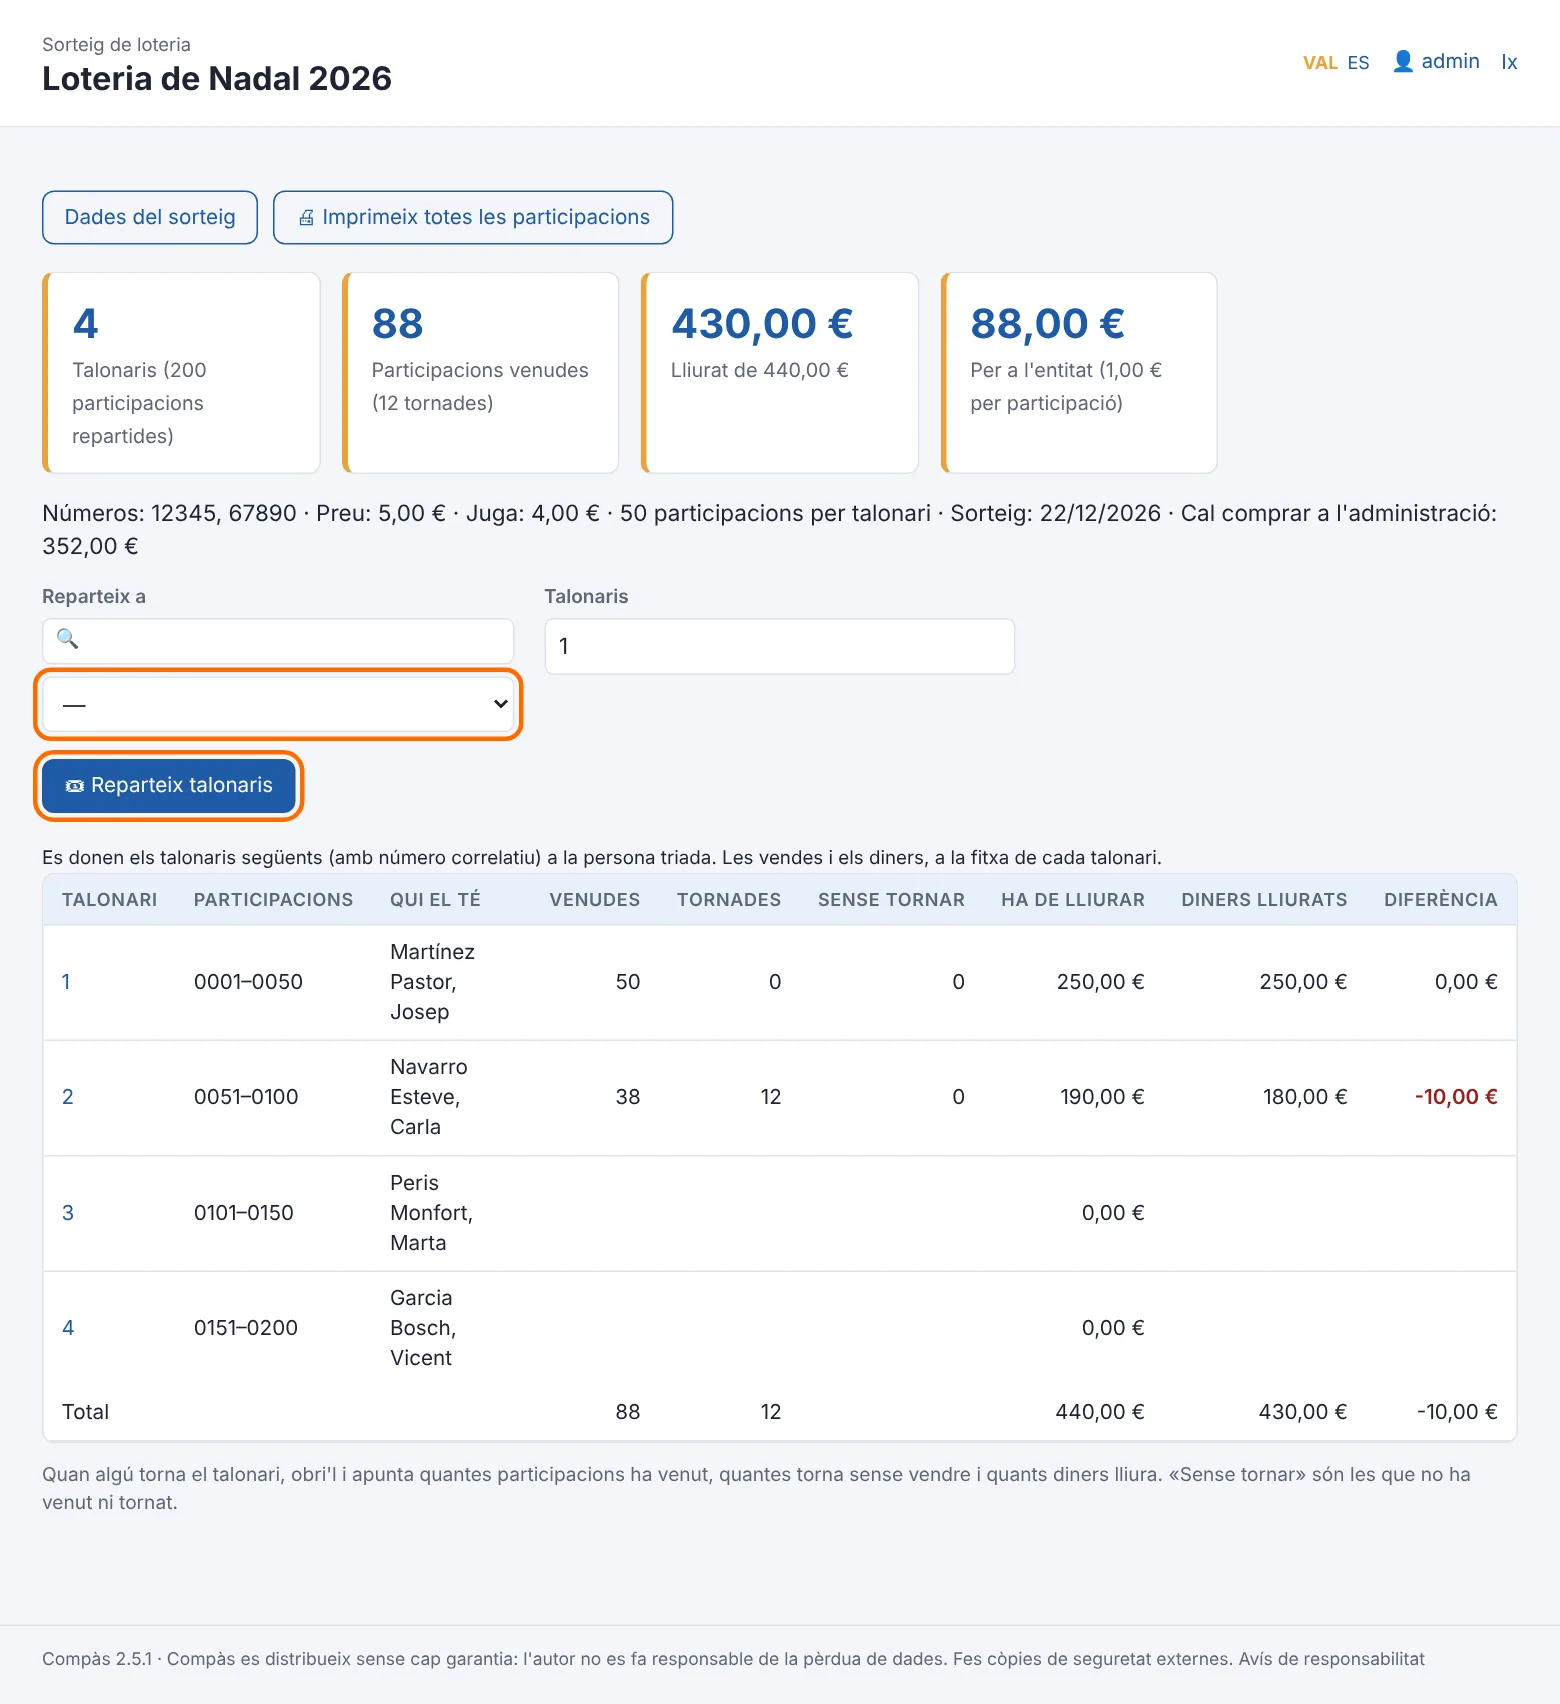 Sorteig de loteria
Loteria de Nadal 2026
VAL ES admin Ix
Dades del sorteig
Imprimeix totes les participacions
4
Talonaris (200
participacions
repartides)
88
Participacions venudes
(12 tornades)
430,00 €
Lliurat de 440,00 €
88,00 €
Per a l'entitat (1,00 €
per participació)
Números: 12345, 67890 · Preu: 5,00 € · Juga: 4,00 € · 50 participacions per talonari · Sorteig: 22/12/2026 · Cal comprar a l'administració:
352,00 €
Reparteix a
Talonaris
1
—
Reparteix talonaris
Es donen els talonaris següents (amb número correlatiu) a la persona triada. Les vendes i els diners, a la fitxa de cada talonari.
TALONARI PARTICIPACIONS QUI EL TÉ VENUDES TORNADES SENSE TORNAR HA DE LLIURAR DINERS LLIURATS DIFERÈNCIA
1 0001–0050 Martínez
Pastor,
Josep 50 0 0 250,00 € 250,00 € 0,00 €
2 0051–0100 Navarro
Esteve,
Carla 38 12 0 190,00 € 180,00 € -10,00 €
3 0101–0150 Peris
Monfort,
Marta 0,00 €
4 0151–0200 Garcia
Bosch,
Vicent 0,00 €
Total 88 12 440,00 € 430,00 € -10,00 €
Quan algú torna el talonari, obri'l i apunta quantes participacions ha venut, quantes torna sense vendre i quants diners lliura. «Sense tornar» són les que no ha
venut ni tornat.
Compàs 2.5.1 · Compàs es distribueix sense cap garantia: l'autor no es fa responsable de la pèrdua de dades. Fes còpies de seguretat externes. Avís de responsabilitat